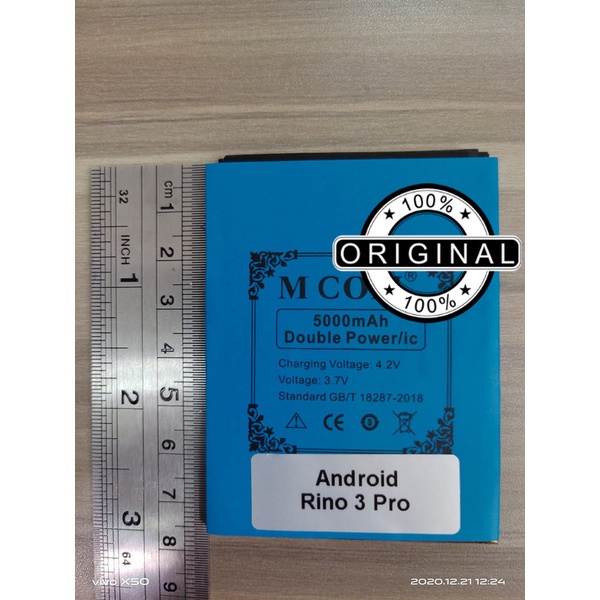 32
INCH
1
2
3
64
cm 1
2
3
4
5
6
7
8
9
100%
ORIGINAL
100%
M CO
®
5000mAh
Double Power/ic
Charging Voltage: 4.2V
Voltage: 3.7V
Standard GB/T 18287-2018
CE
Android
Rino 3 Pro
vivo X50
2020.12.21 12:24